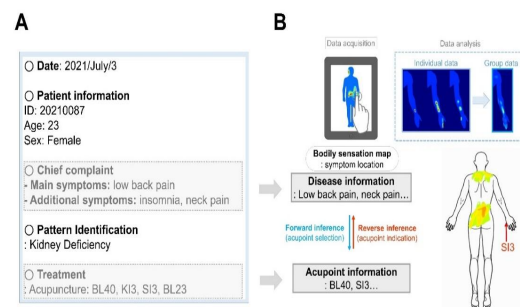 A
○ Date: 2021/July/3
○ Patient information
ID: 20210087
Age: 23
Sex: Female
○ Chief complaint
- Main symptoms: low back pain
- Additional symptoms: insomnia, neck pain
○ Pattern Identification
: Kidney Deficiency
○ Treatment
: Acupuncture: BL40, KI3, SI3, BL23
B
Data acquisition
Data analysis
Individual data
Group data
Bodily sensation map
: symptom location
Disease information
: Low back pain, neck pain…
Forward inference
(acupoint selection)
Reverse inference
(acupoint indication)
Acupoint information
: BL40, SI3…
SI3